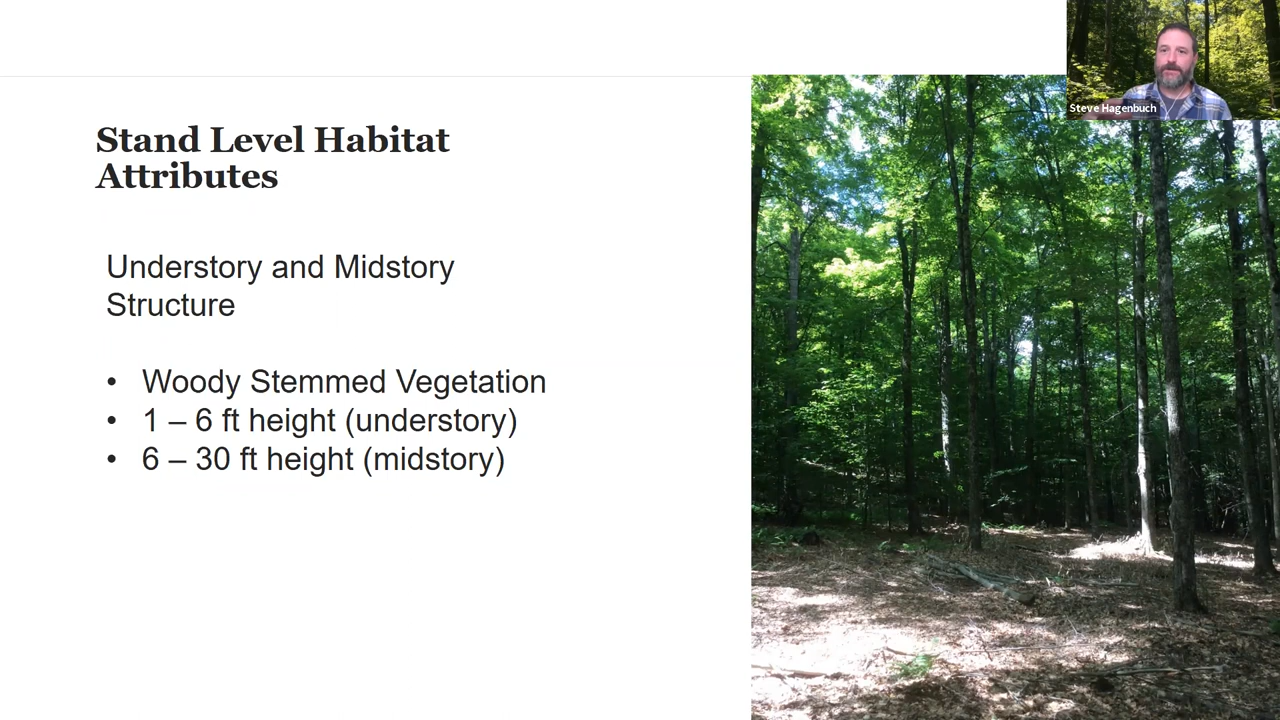 Steve Hagenbuch
Stand Level Habitat
Attributes
Understory and Midstory
Structure
• Woody Stemmed Vegetation
• 1 – 6 ft height (understory)
• 6 – 30 ft height (midstory)